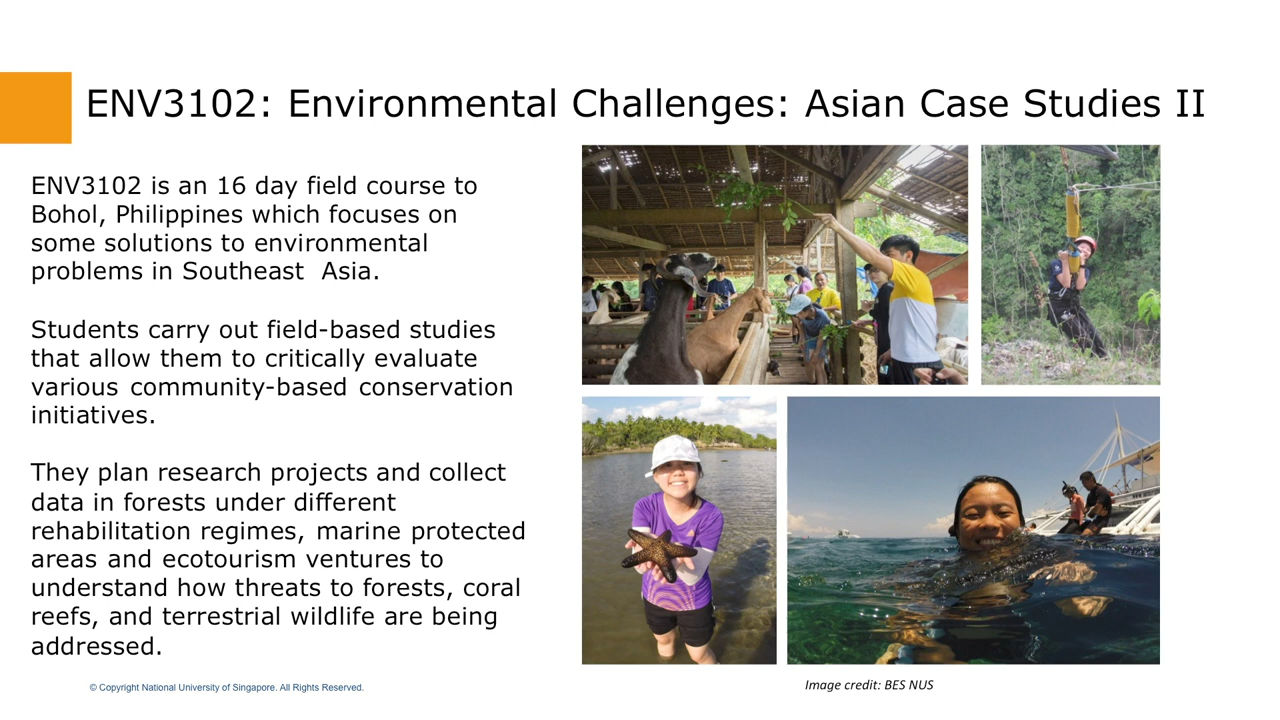 ENV3102: Environmental Challenges: Asian Case Studies II
ENV3102 is an 16 day field course to
Bohol, Philippines which focuses on
some solutions to environmental
problems in Southeast  Asia.
Students carry out field-based studies
that allow them to critically evaluate
various community-based conservation
initiatives.
They plan research projects and collect
data in forests under different
rehabilitation regimes, marine protected
areas and ecotourism ventures to
understand how threats to forests, coral
reefs, and terrestrial wildlife are being
addressed.
© Copyright National University of Singapore. All Rights Reserved.
Image credit: BES NUS